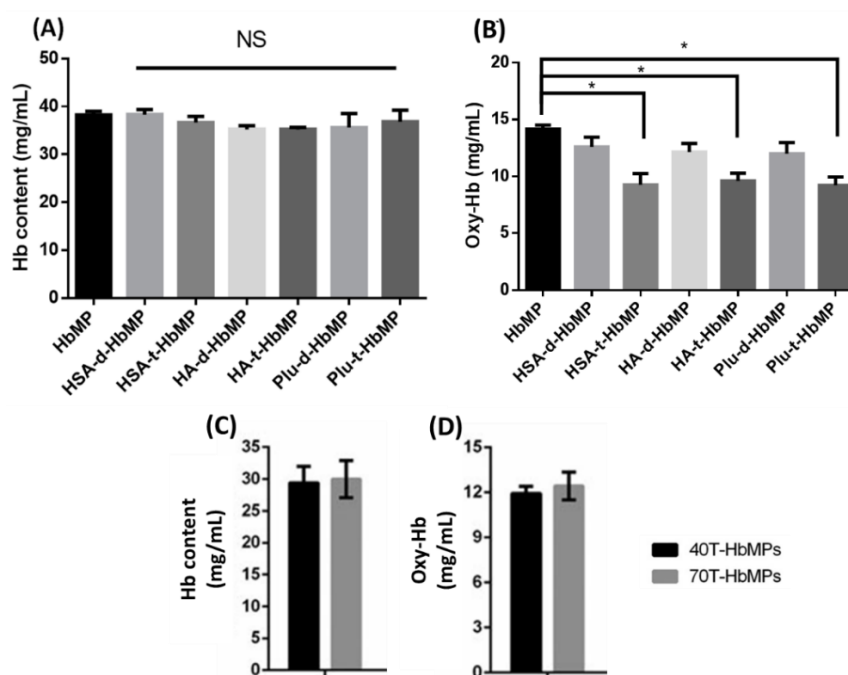 (A)
NS
Hb content (mg/mL)
50
40
30
20
10
0
HbMP
HSA-d-HbMP
HSA-t-HbMP
HA-d-HbMP
HA-t-HbMP
Plu-d-HbMP
Plu-t-HbMP
(B)
*
*
*
Oxy-Hb (mg/mL)
20
15
10
5
0
HbMP
HSA-d-HbMP
HSA-t-HbMP
HA-d-HbMP
HA-t-HbMP
Plu-d-HbMP
Plu-t-HbMP
(C)
Hb content
(mg/mL)
35
30
25
20
15
10
5
0
(D)
Oxy-Hb
(mg/mL)
15
12
9
6
3
0
40T-HbMPs
70T-HbMPs